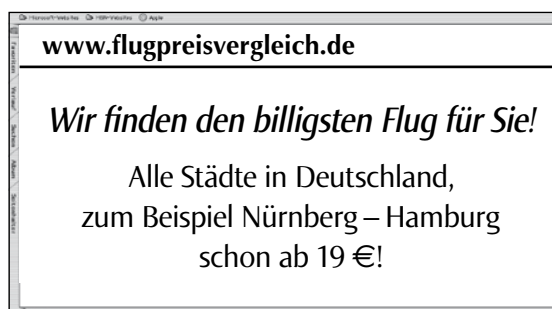 Apple
www.flugpreisvergleich.de
Wir finden den billigsten Flug für Sie!
Alle Städte in Deutschland,
zum Beispiel Nürnberg – Hamburg
schon ab 19 €!